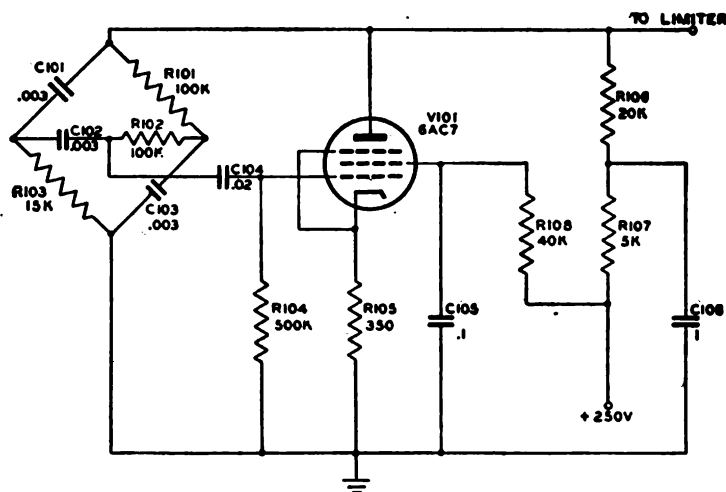 TO LIMITER
C101
.003
R101
100K
C102
.003
R102
100K
R103
15K
C103
.003
C104
.02
V101
6AC7
R106
20K
R108
40K
R107
5K
R104
500K
R105
350
C105
.1
C106
1
+250V